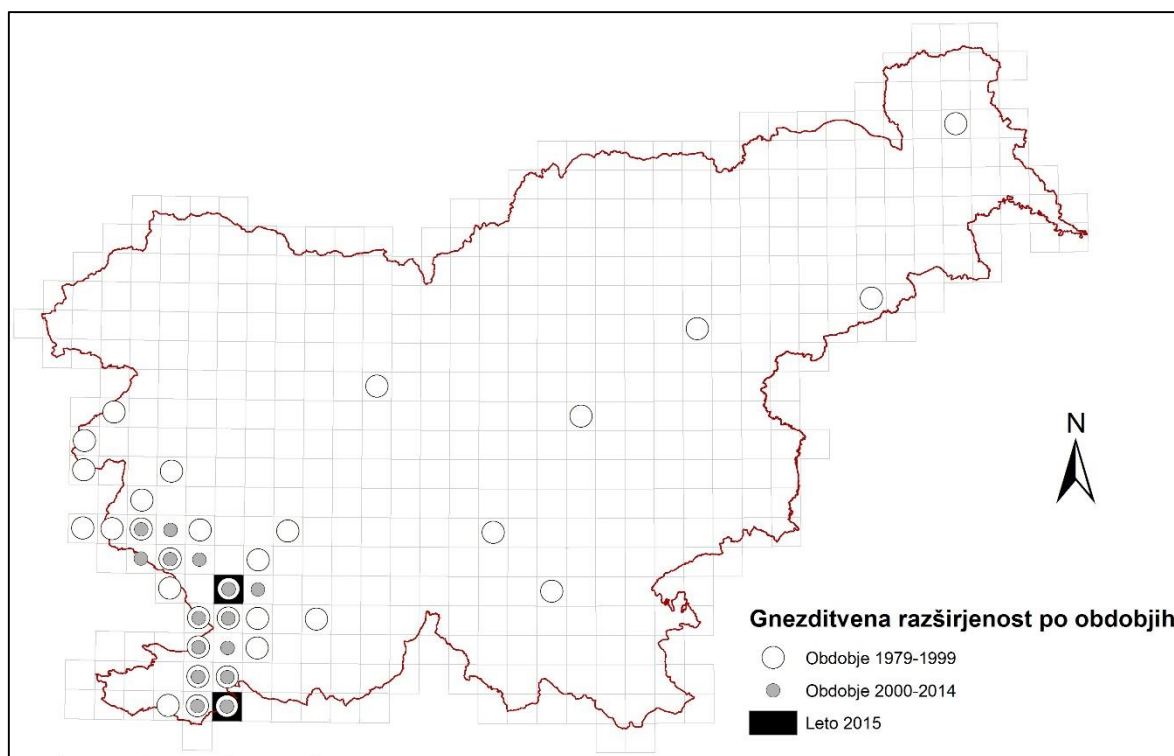 N
Gnezditvena razširjenost po obdobjih
Obdobje 1979-1999
Obdobje 2000-2014
Leto 2015